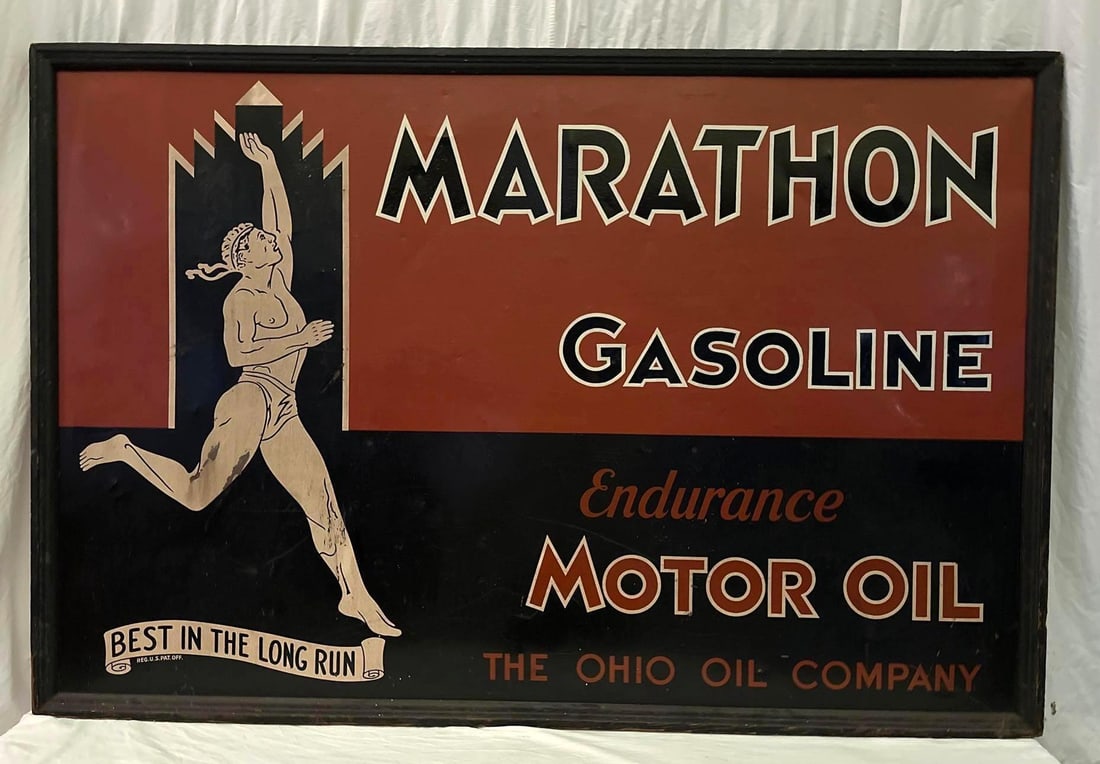 MARATHON
GASOLINE
Endurance
MOTOR OIL
THE OHIO OIL COMPANY
BEST IN THE LONG RUN
REG. U.S. PAT. OFF.